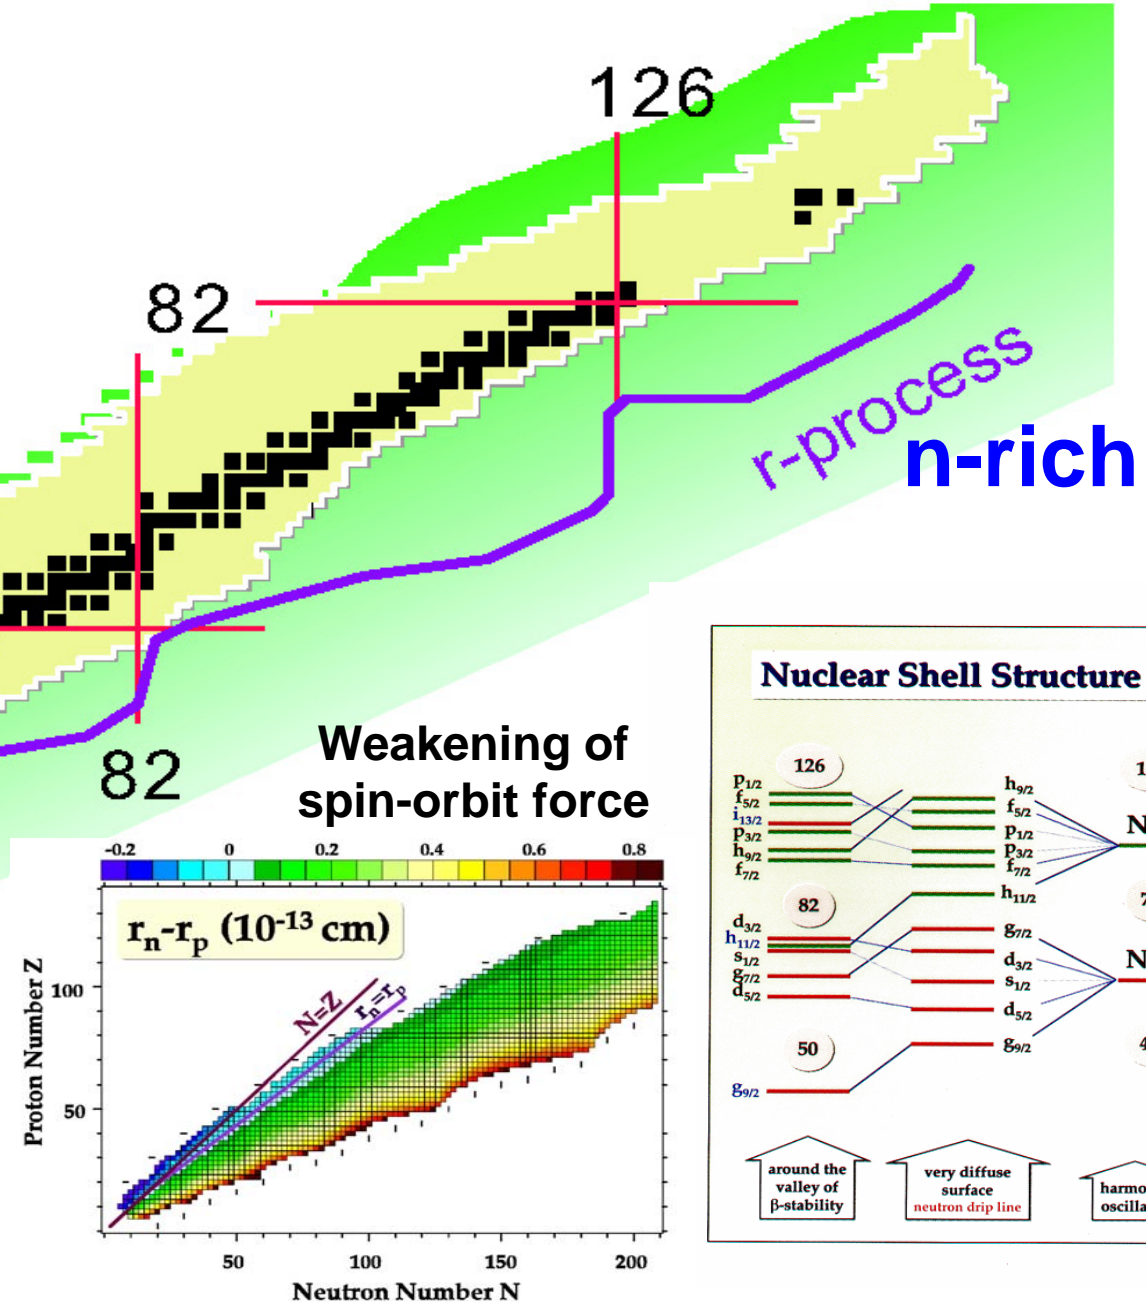 126
82
r-process
n-rich
82
Weakening of
spin-orbit force
-0.2 0 0.2 0.4 0.6 0.8
rn-rp (10-13 cm)
N=Z
rn=rp
Proton Number Z
100
50
50 100 150 200
Neutron Number N
Nuclear Shell Structure
126
p1/2
f5/2
i13/2
p3/2
h9/2
f7/2
82
d3/2
h11/2
s1/2
g7/2
d5/2
50
g9/2
h9/2
f5/2
p1/2
p3/2
f7/2
h11/2
g7/2
d3/2
s1/2
d5/2
g9/2
1
N
7
N
4
around the
valley of
β-stability
very diffuse
surface
neutron drip line
harmo
oscilla